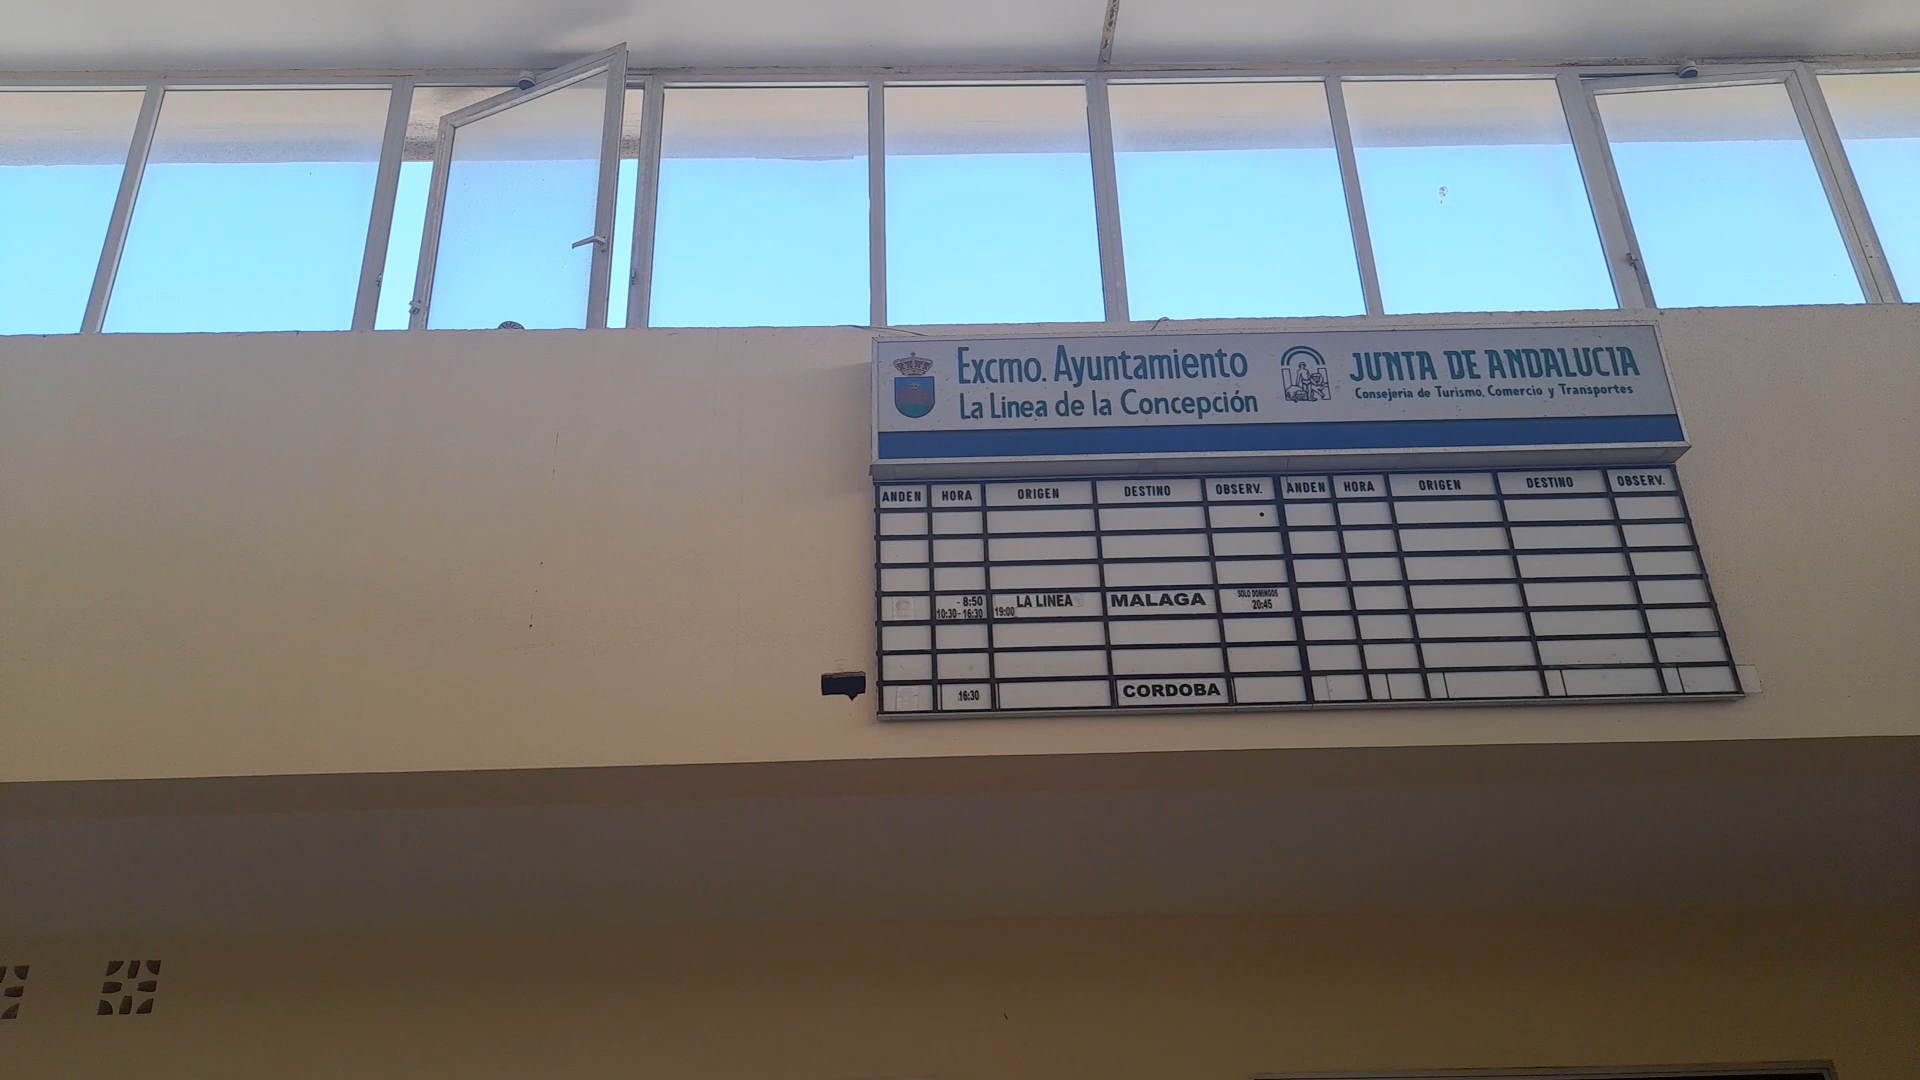 Excmo. Ayuntamiento
La Linea de la Concepción
JUNTA DE ANDALUCIA
Consejeria de Turismo, Comercio y Transportes
ANDEN HORA ORIGEN DESTINO OBSERV. ANDEN HORA ORIGEN DESTINO OBSERV.
- 8:50 LA LINEA MALAGA SOLO DOMINGOS
10:30-16:30 19:00 20:45
16:30 CORDOBA